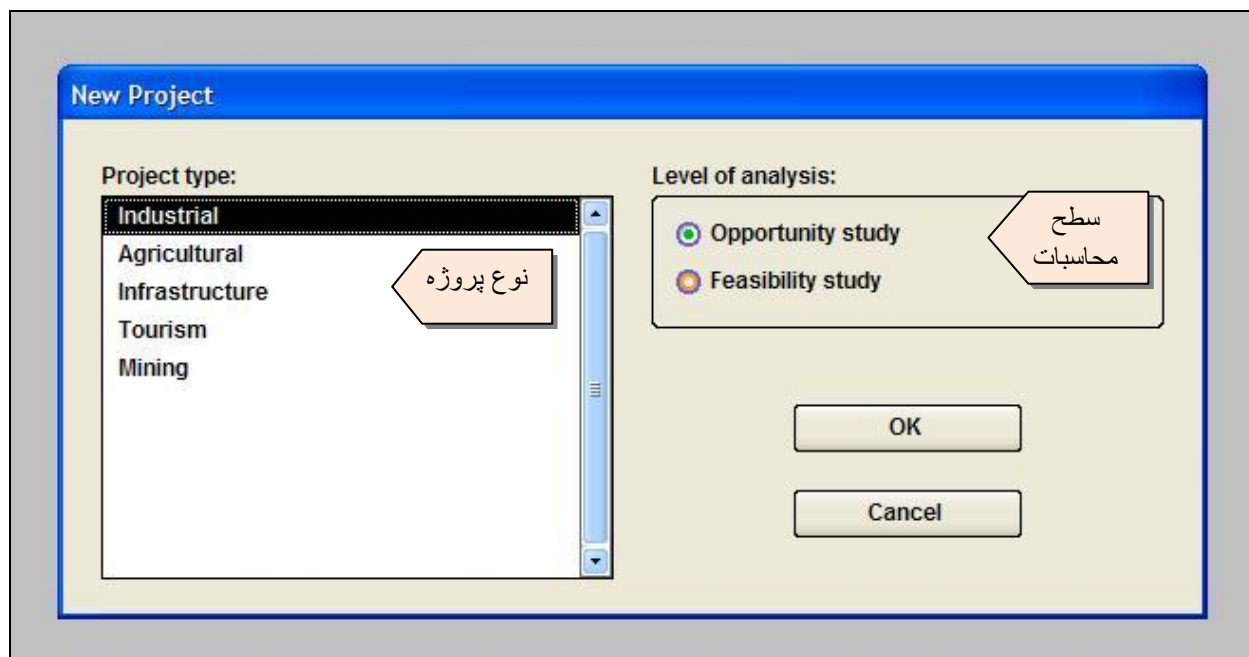 New Project
Project type:
Industrial
Agricultural
Infrastructure
Tourism
Mining
نوع پروژه
Level of analysis:
Opportunity study
Feasibility study
سطح
محاسبات
OK
Cancel